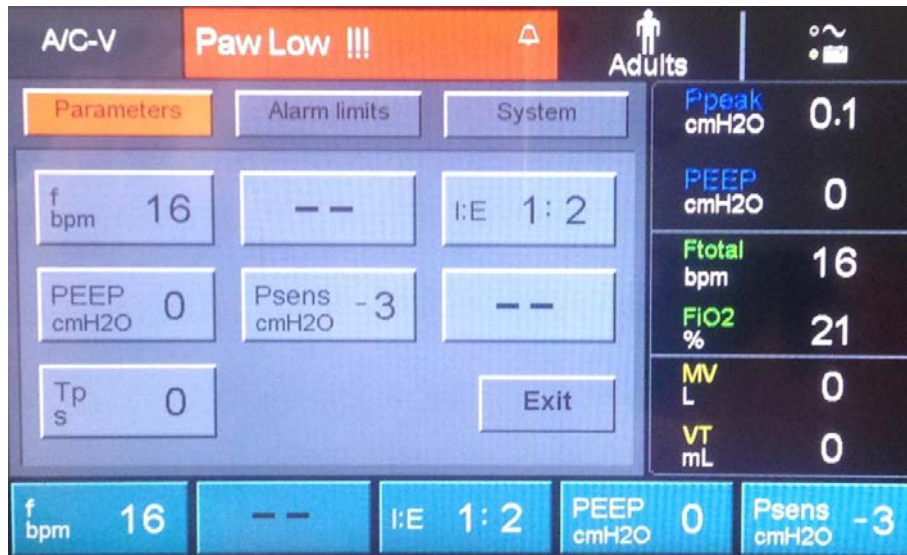 A/C-V Paw Low !!! Adults
Parameters Alarm limits System
f bpm 16 -- I:E 1:2
PEEP cmH2O 0 Psens cmH2O -3 --
Tp s 0 Exit
Ppeak cmH2O 0.1
PEEP cmH2O 0
Ftotal bpm 16
FiO2 % 21
MV L 0
VT mL 0
f bpm 16 -- I:E 1:2 PEEP cmH2O 0 Psens cmH2O -3